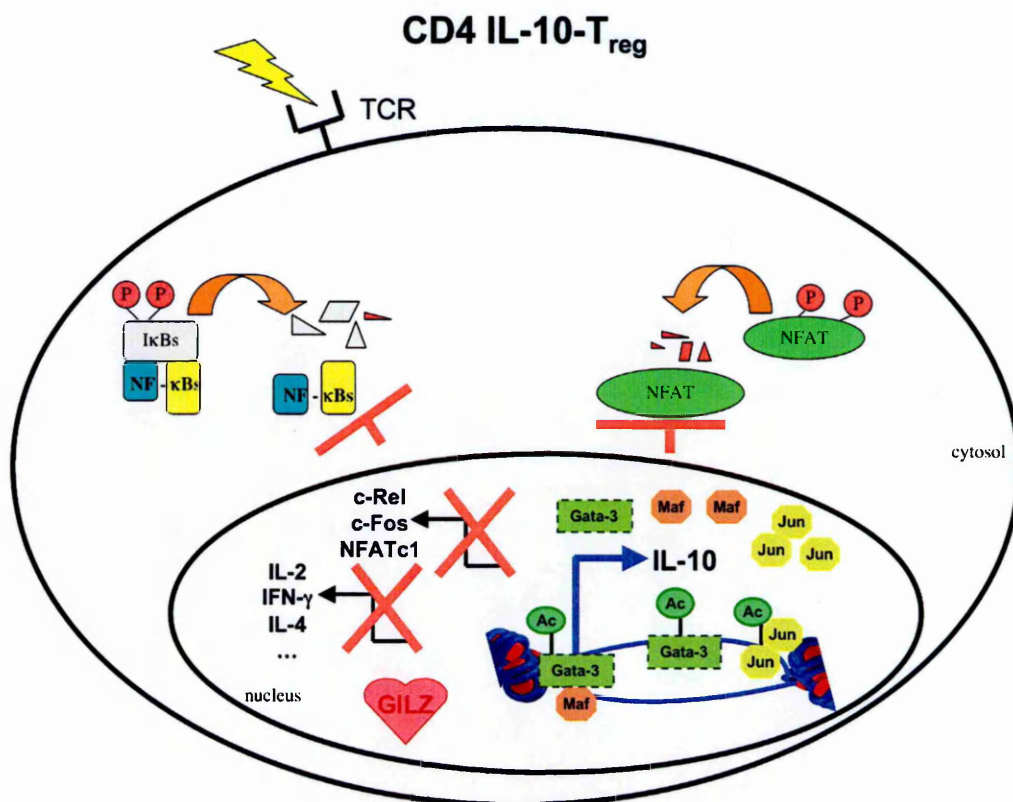 CD4 IL-10-Treg
TCR
P P
IκBs
NF - κBs
NF - κBs
P P
NFAT
NFAT
cytosol
c-Rel
c-Fos
NFATc1
IL-2
IFN-γ
IL-4
...
Gata-3
Maf Maf
Jun
Jun Jun
IL-10
Ac
Ac
Ac
Gata-3
Gata-3
Jun
Jun
Maf
nucleus
GILZ